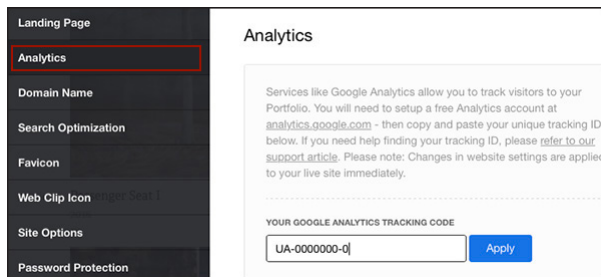 Landing Page
Analytics
Domain Name
Search Optimization
Favicon
Web Clip Icon
Site Options
Password Protection
Analytics
Services like Google Analytics allow you to track visitors to your
Portfolio. You will need to setup a free Analytics account at
analytics.google.com - then copy and paste your unique tracking ID
below. If you need help finding your tracking ID, please refer to our
support article. Please note: Changes in website settings are applied
to your live site immediately.
YOUR GOOGLE ANALYTICS TRACKING CODE
UA-0000000-0
Apply